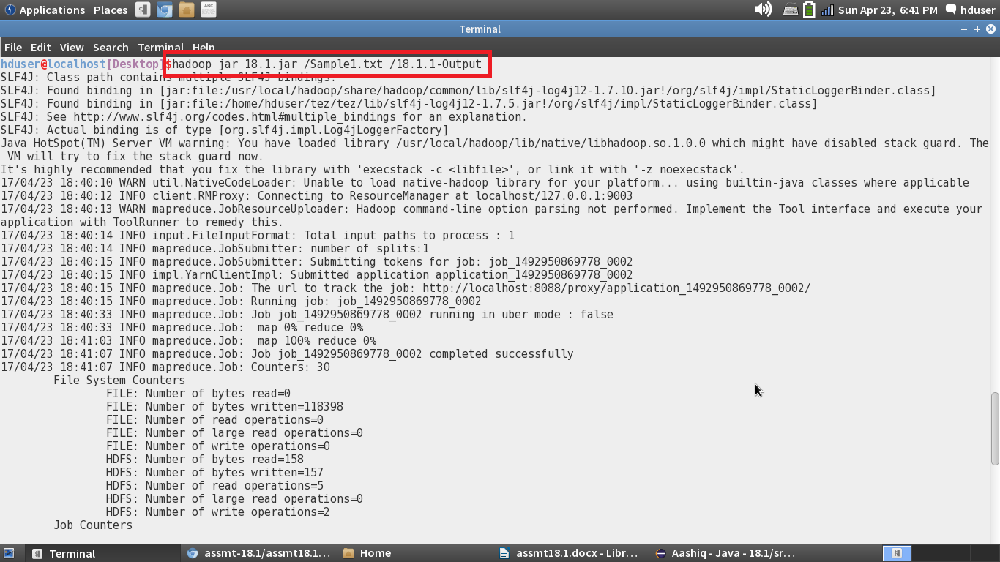 Applications Places Sun Apr 23, 6:41 PM hduser
Terminal
File Edit View Search Terminal Help
hduser@localhost[Desktop]$hadoop jar 18.1.jar /Sample1.txt /18.1.1-Output
SLF4J: Class path contains multiple SLF4J bindings.
SLF4J: Found binding in [jar:file:/usr/local/hadoop/share/hadoop/common/lib/slf4j-log4j12-1.7.10.jar!/org/slf4j/impl/StaticLoggerBinder.class]
SLF4J: Found binding in [jar:file:/home/hduser/tez/tez/lib/slf4j-log4j12-1.7.5.jar!/org/slf4j/impl/StaticLoggerBinder.class]
SLF4J: See http://www.slf4j.org/codes.html#multiple_bindings for an explanation.
SLF4J: Actual binding is of type [org.slf4j.impl.Log4jLoggerFactory]
Java HotSpot(TM) Server VM warning: You have loaded library /usr/local/hadoop/lib/native/libhadoop.so.1.0.0 which might have disabled stack guard. The
 VM will try to fix the stack guard now.
It's highly recommended that you fix the library with 'execstack -c <libfile>', or link it with '-z noexecstack'.
17/04/23 18:40:10 WARN util.NativeCodeLoader: Unable to load native-hadoop library for your platform... using builtin-java classes where applicable
17/04/23 18:40:12 INFO client.RMProxy: Connecting to ResourceManager at localhost/127.0.0.1:9003
17/04/23 18:40:13 WARN mapreduce.JobResourceUploader: Hadoop command-line option parsing not performed. Implement the Tool interface and execute your
application with ToolRunner to remedy this.
17/04/23 18:40:14 INFO input.FileInputFormat: Total input paths to process : 1
17/04/23 18:40:14 INFO mapreduce.JobSubmitter: number of splits:1
17/04/23 18:40:15 INFO mapreduce.JobSubmitter: Submitting tokens for job: job_1492950869778_0002
17/04/23 18:40:15 INFO impl.YarnClientImpl: Submitted application application_1492950869778_0002
17/04/23 18:40:15 INFO mapreduce.Job: The url to track the job: http://localhost:8088/proxy/application_1492950869778_0002/
17/04/23 18:40:15 INFO mapreduce.Job: Running job: job_1492950869778_0002
17/04/23 18:40:33 INFO mapreduce.Job: Job job_1492950869778_0002 running in uber mode : false
17/04/23 18:40:33 INFO mapreduce.Job:  map 0% reduce 0%
17/04/23 18:41:03 INFO mapreduce.Job:  map 100% reduce 0%
17/04/23 18:41:07 INFO mapreduce.Job: Job job_1492950869778_0002 completed successfully
17/04/23 18:41:07 INFO mapreduce.Job: Counters: 30
File System Counters
FILE: Number of bytes read=0
FILE: Number of bytes written=118398
FILE: Number of read operations=0
FILE: Number of large read operations=0
FILE: Number of write operations=0
HDFS: Number of bytes read=158
HDFS: Number of bytes written=157
HDFS: Number of read operations=5
HDFS: Number of large read operations=0
HDFS: Number of write operations=2
Job Counters
Terminal assmt-18.1/assmt18.1... Home assmt18.1.docx - Libr... Aashiq - Java - 18.1/sr...